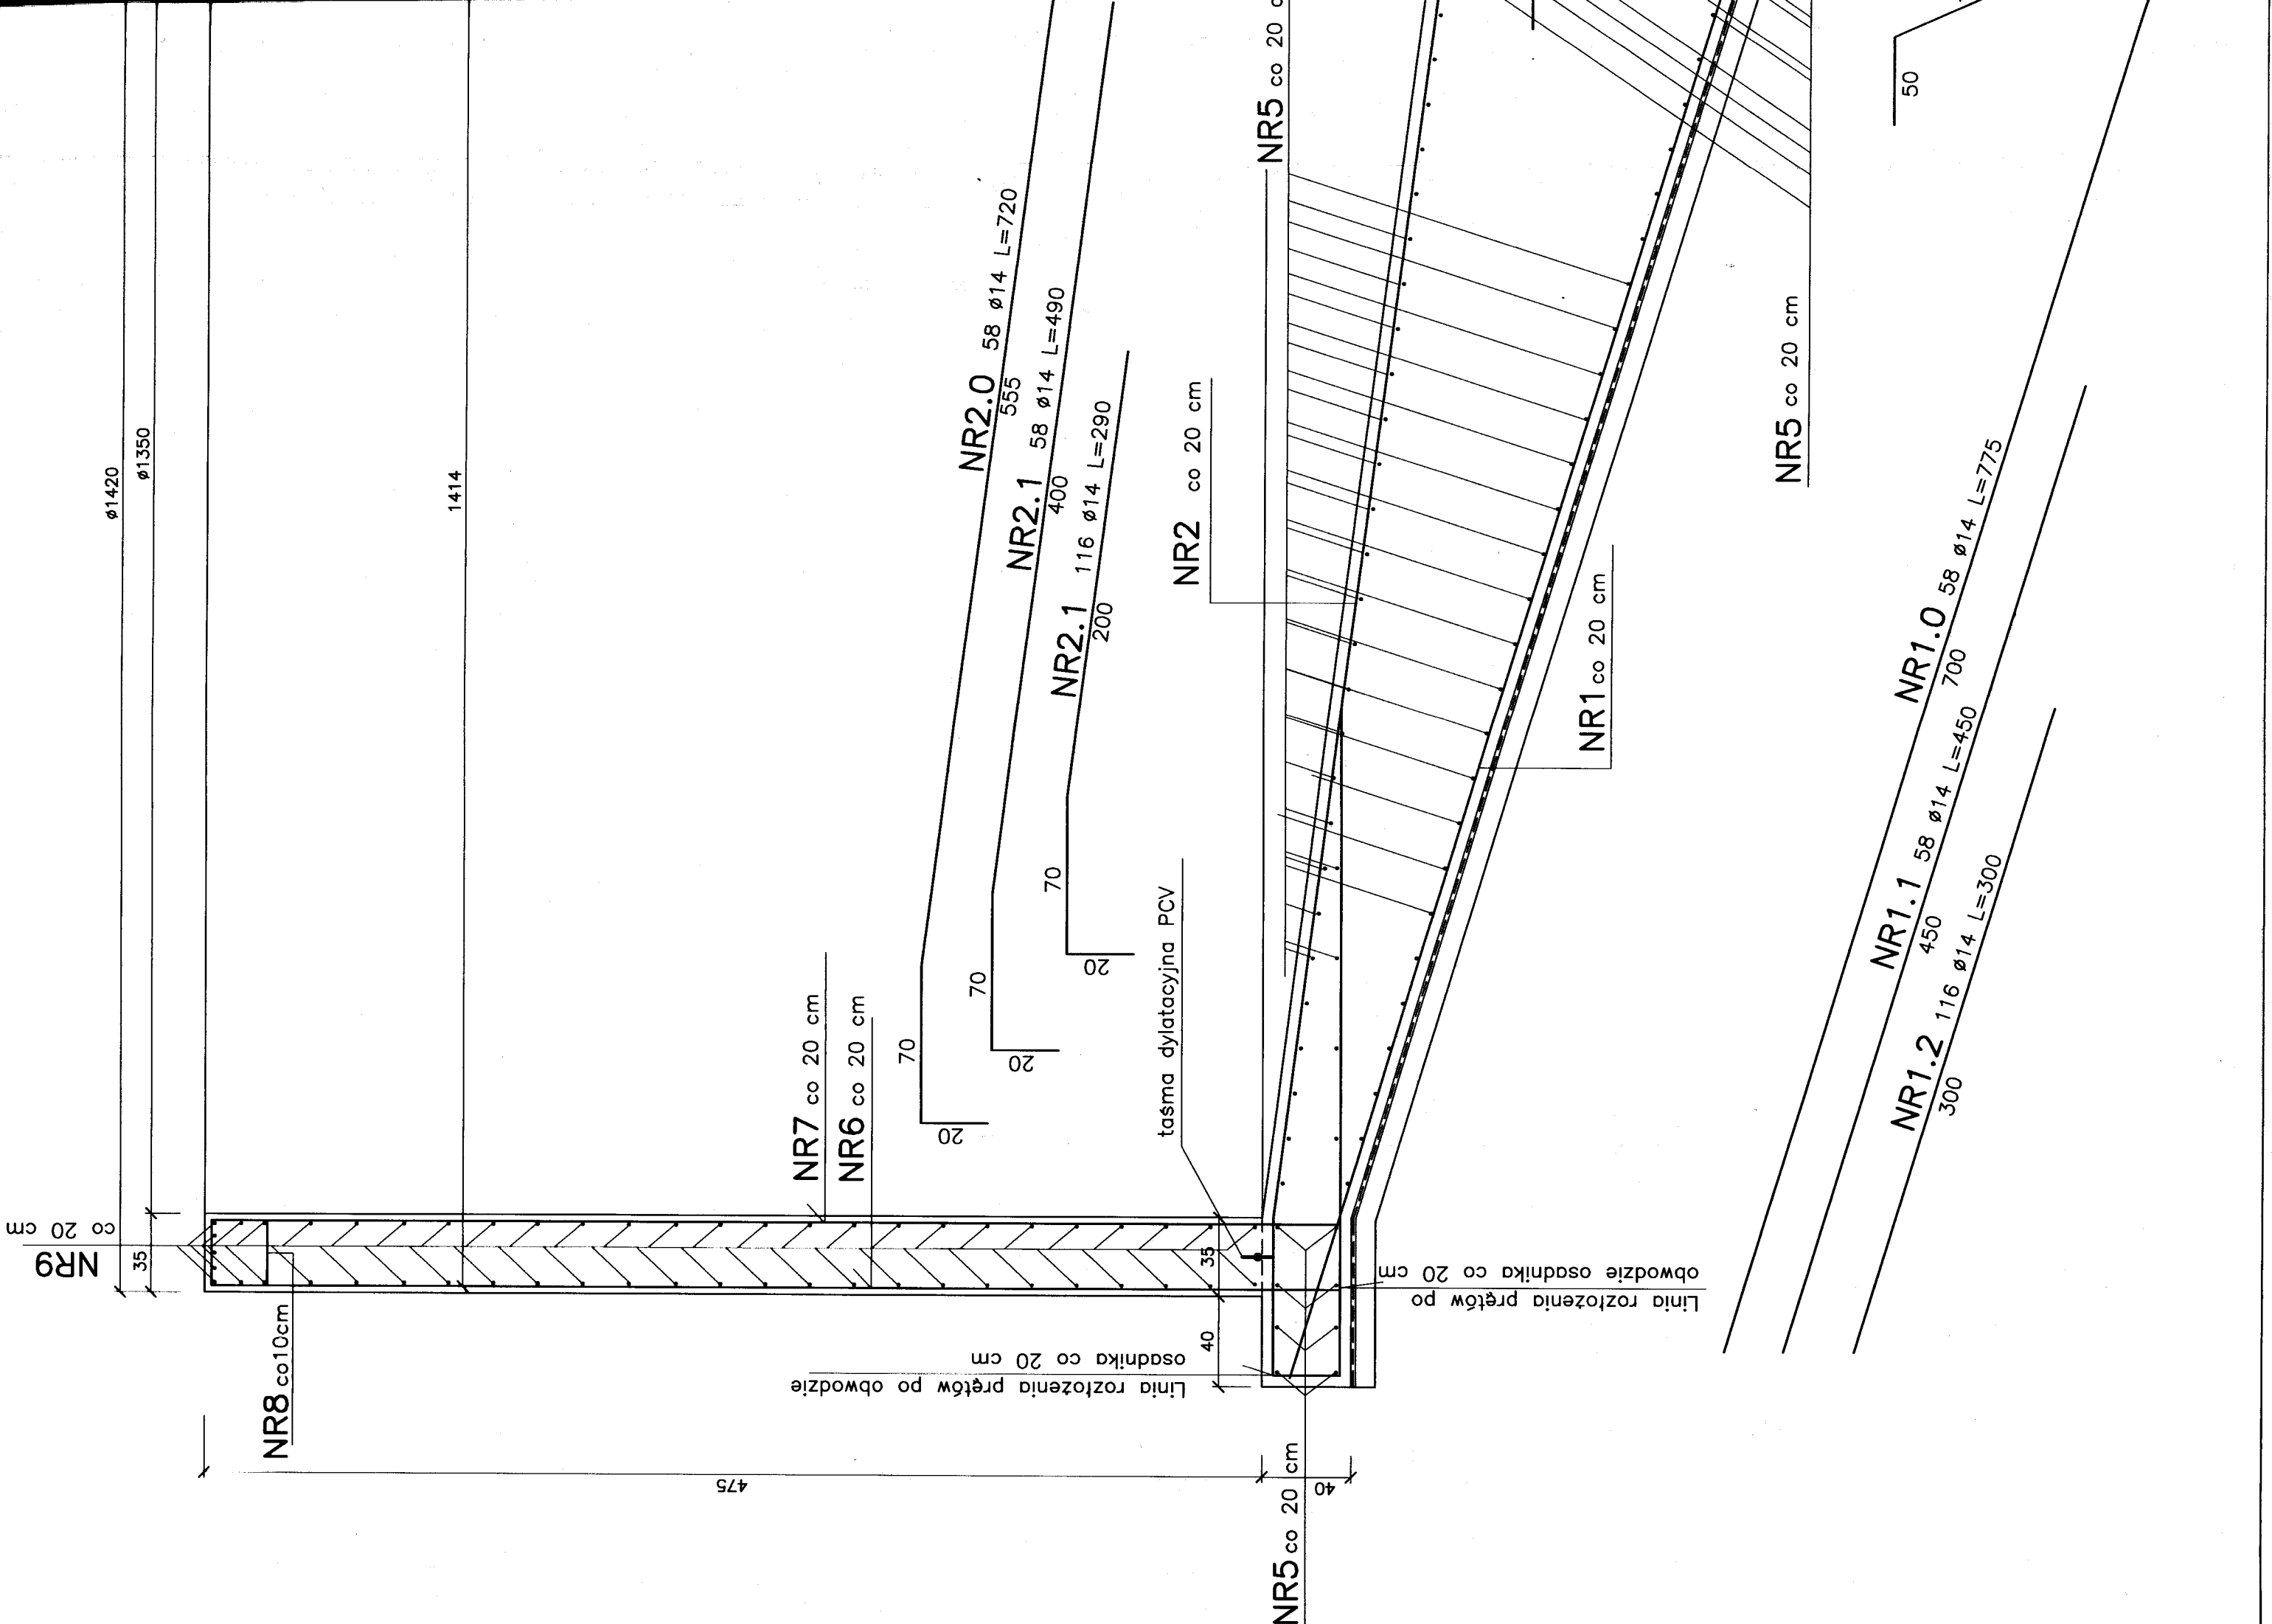 ø1420
ø1350
1414
NR9 co 20 cm
35
NR8 co10cm
475
NR7 co 20 cm
NR6 co 20 cm
NR2.0 58 ø14 L=720
555
70
20
NR2.1 58 ø14 L=490
400
70
20
NR2.1 116 ø14 L=290
200
70
20
taśma dylatacyjna PCV
NR2 co 20 cm
NR5 co 20 c
35
40
Linia rozłożenia prętów po obwodzie
osadnika co 20 cm
Linia rozłożenia prętów po
obwodzie osadnika co 20 cm
40
NR5 co 20 cm
NR1 co 20 cm
NR5 co 20 cm
50
NR1.0 58 ø14 L=775
700
NR1.1 58 ø14 L=450
450
NR1.2 116 ø14 L=300
300